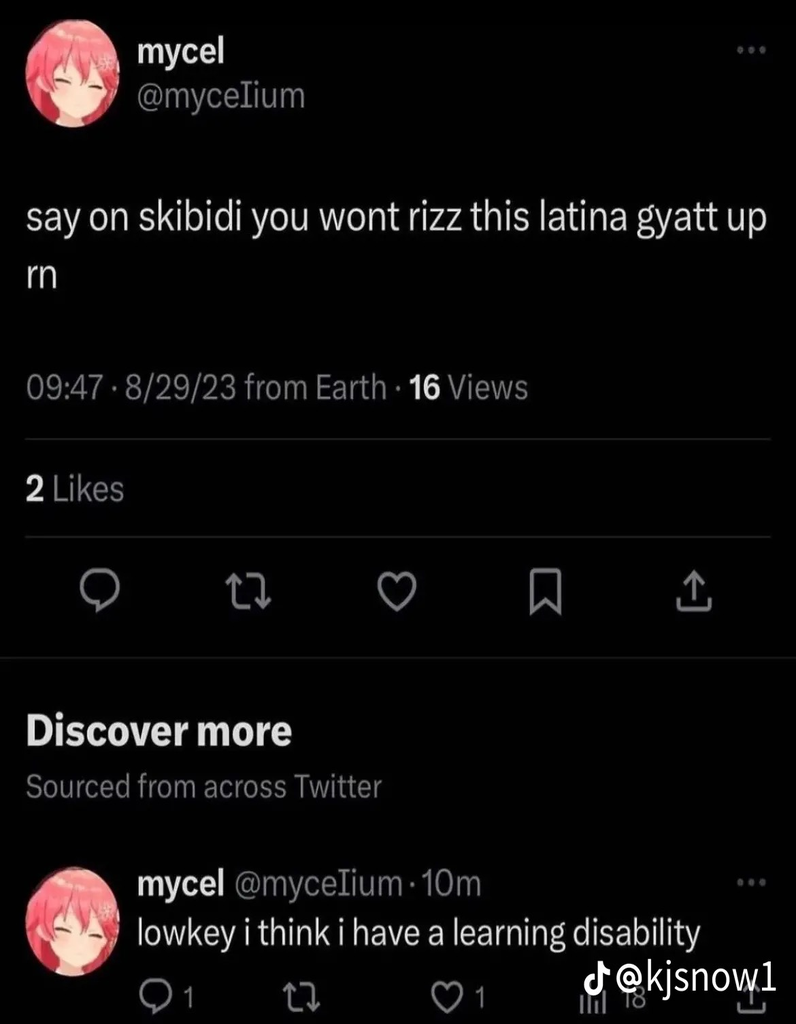 mycel
@myceIium
say on skibidi you wont rizz this latina gyatt up
rn
09:47 · 8/29/23 from Earth · 16 Views
2 Likes
Discover more
Sourced from across Twitter
mycel @myceIium · 10m
lowkey i think i have a learning disability
@kjsnow1
1 1 18